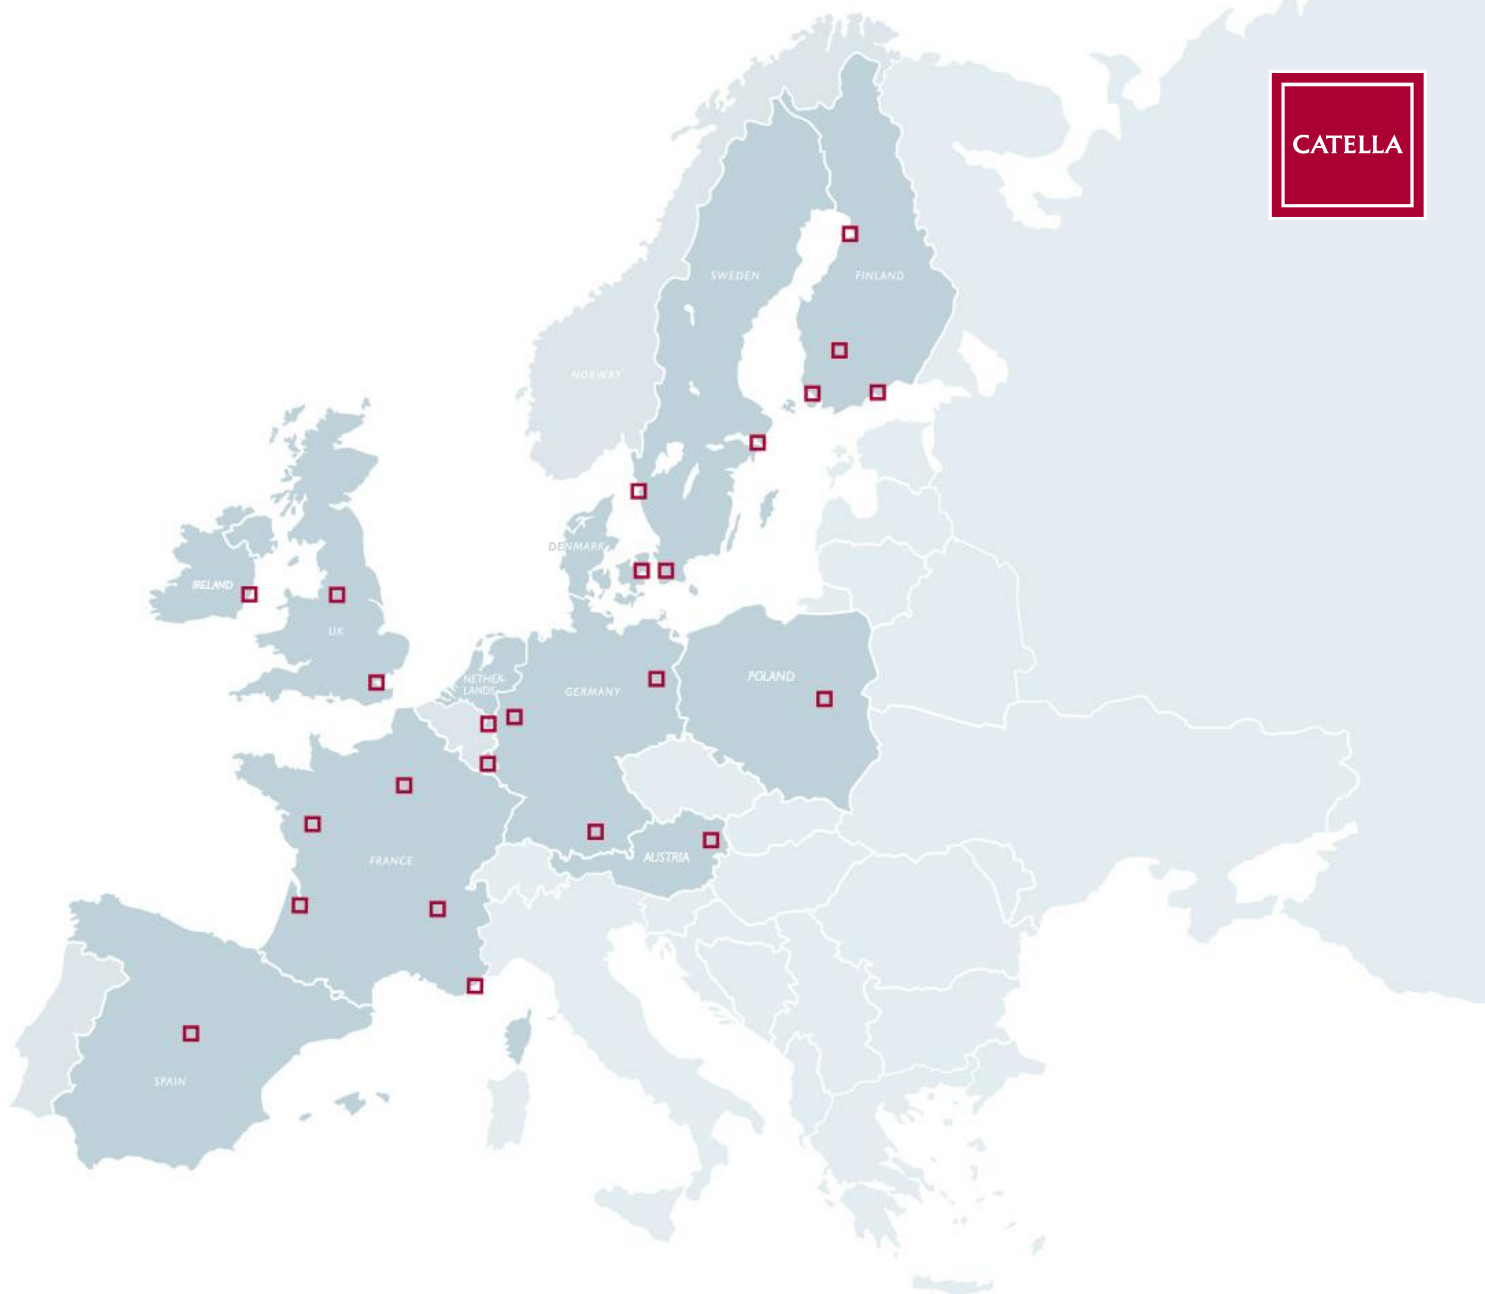 CATELLA
SWEDEN
FINLAND
NORWAY
DENMARK
IRELAND
UK
NETHER-
LANDS
GERMANY
POLAND
FRANCE
AUSTRIA
SPAIN